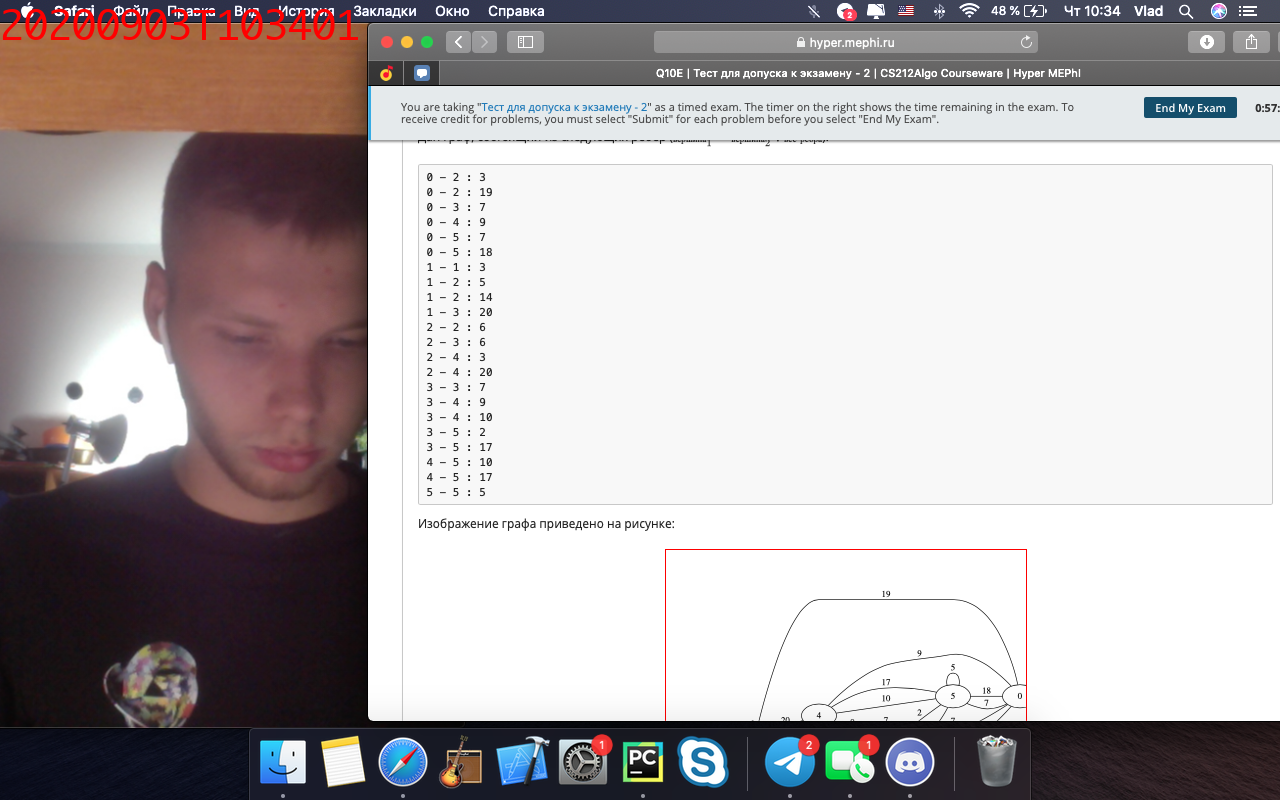 20200903T103401
Safari Файл Правка Вид История Закладки Окно Справка
2
48 % Чт 10:34 Vlad
hyper.mephi.ru
Q10E | Тест для допуска к экзамену - 2 | CS212Algo Courseware | Hyper MEPhI
You are taking "Тест для допуска к экзамену - 2" as a timed exam. The timer on the right shows the time remaining in the exam. To
receive credit for problems, you must select "Submit" for each problem before you select "End My Exam".
End My Exam
0:57:
0 – 2 : 3
0 – 2 : 19
0 – 3 : 7
0 – 4 : 9
0 – 5 : 7
0 – 5 : 18
1 – 1 : 3
1 – 2 : 5
1 – 2 : 14
1 – 3 : 20
2 – 2 : 6
2 – 3 : 6
2 – 4 : 3
2 – 4 : 20
3 – 3 : 7
3 – 4 : 9
3 – 4 : 10
3 – 5 : 2
3 – 5 : 17
4 – 5 : 10
4 – 5 : 17
5 – 5 : 5
Изображение графа приведено на рисунке:
19
9
5
17
10
5
18
7
0
4
2
20
1
PC
2
1